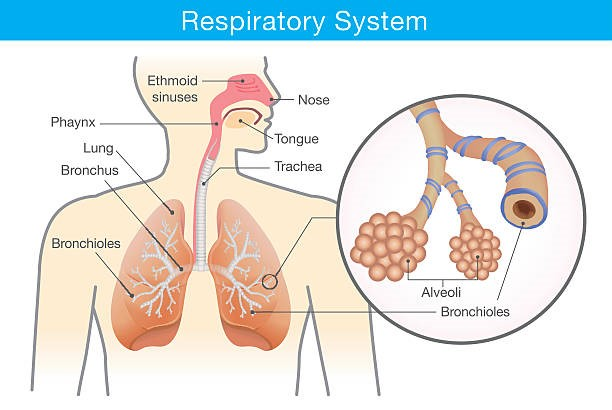 Respiratory System
Ethmoid
sinuses
Nose
Phaynx
Tongue
Lung
Trachea
Bronchus
Bronchioles
Alveoli
Bronchioles